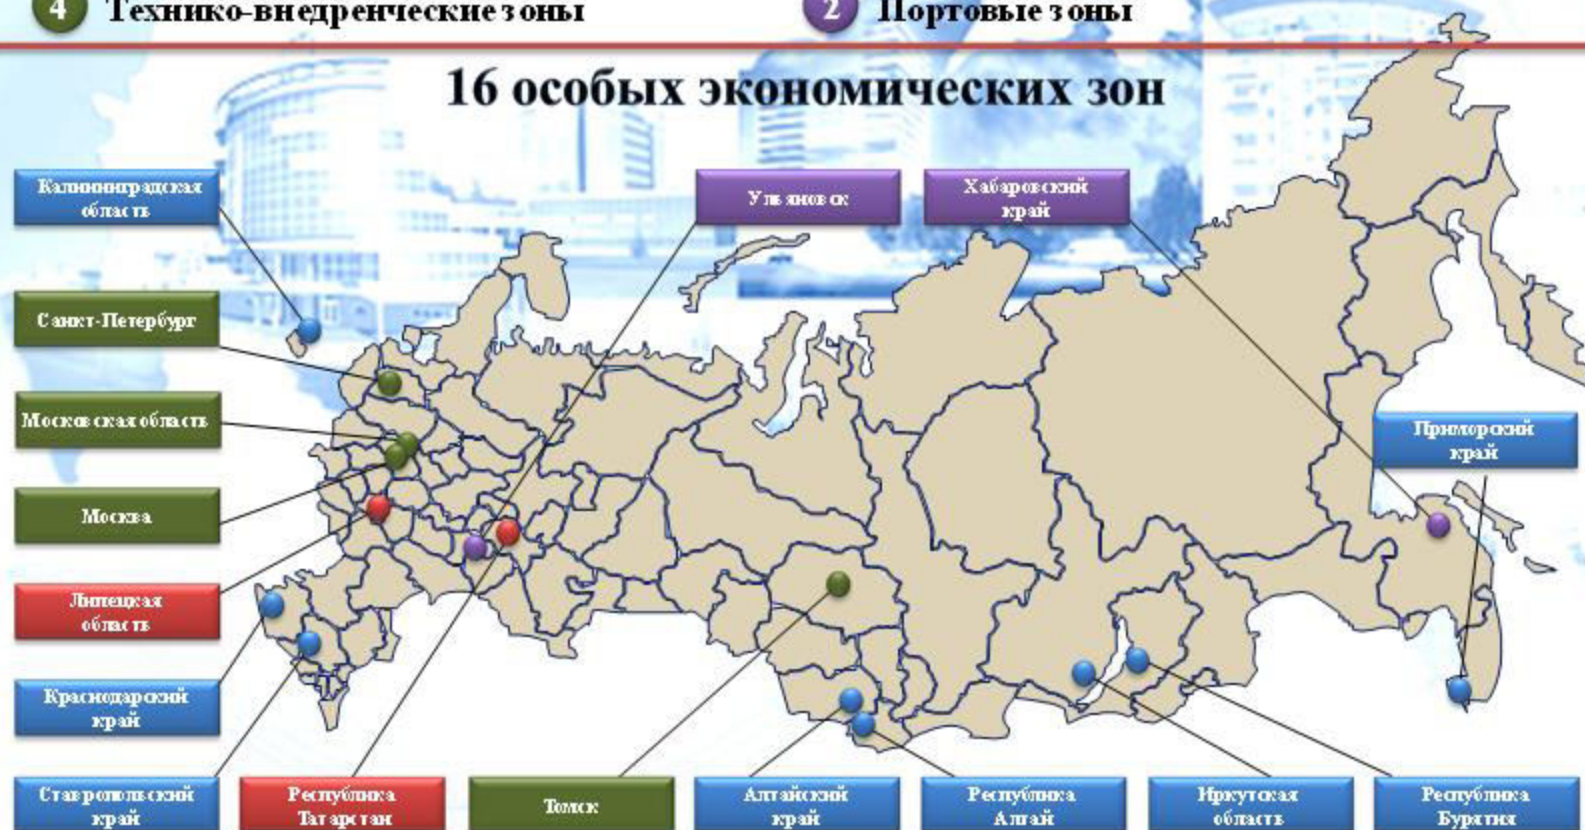 4 Технико-внедренческие зоны
2 Портовые зоны
16 особых экономических зон
Калининградская
область
Ульяновск
Хабаровский
край
Санкт-Петербург
Московская область
Приморский
край
Москва
Липецкая
область
Краснодарский
край
Ставропольский
край
Республика
Татарстан
Томск
Алтайский
край
Республика
Алтай
Иркутская
область
Республика
Бурятия